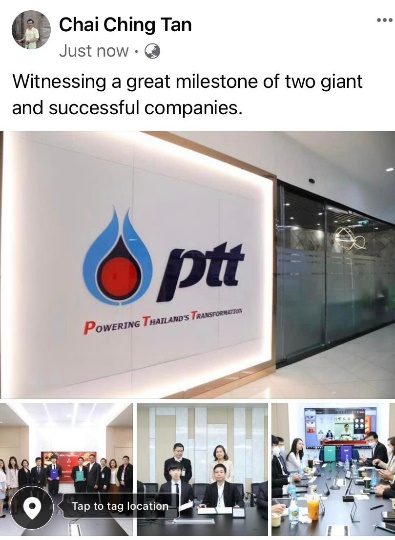 Chai Ching Tan
Just now ·
Witnessing a great milestone of two giant
and successful companies.
ptt
POWERING THAILAND'S TRANSFORMATION
Tap to tag location